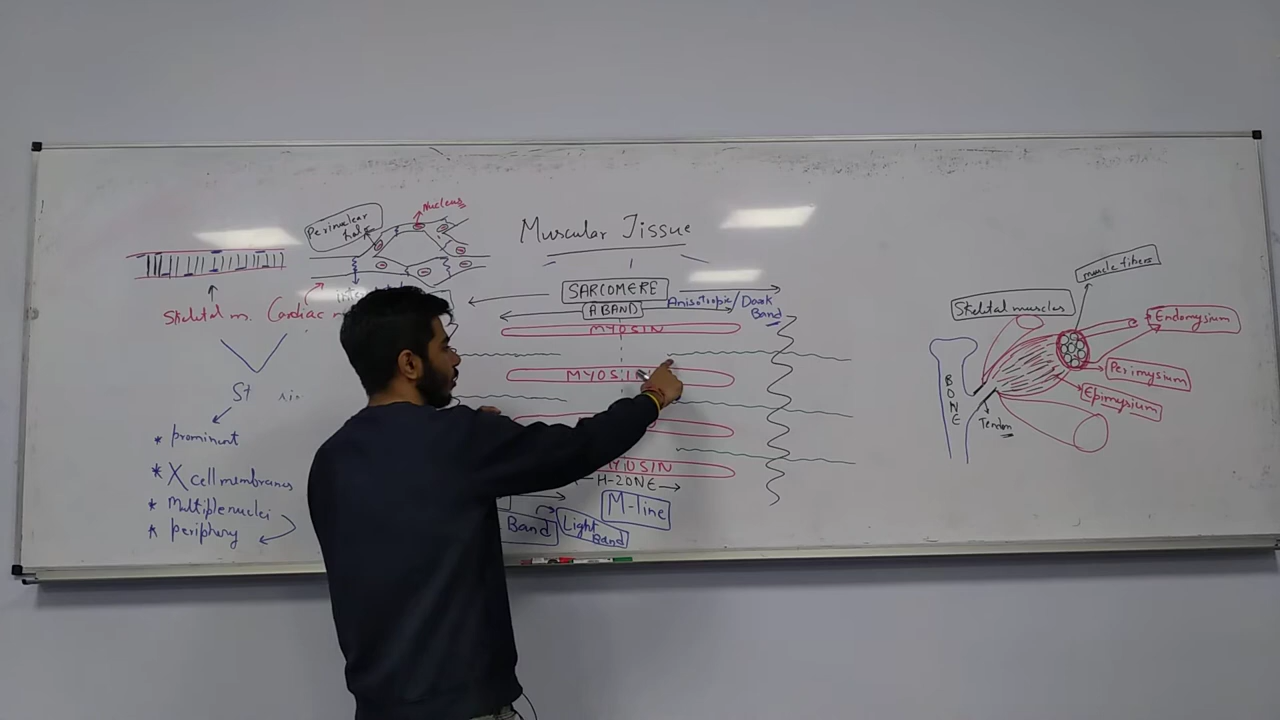 Muscular Tissue
Nucleus
Perinuclear
Skeletal m. Cardiac
St
* prominent
* X cell membranes
* Multiple nuclei
* periphery
SARCOMERE
A BAND
Anisotropic/Dark
Band
MYOSIN
MYOSIN
MYOSIN
H-ZONE
M-line
Band
Light
Band
muscle fibers
Skeletal muscles
Endomysium
Perimysium
Epimysium
BONE
Tendon